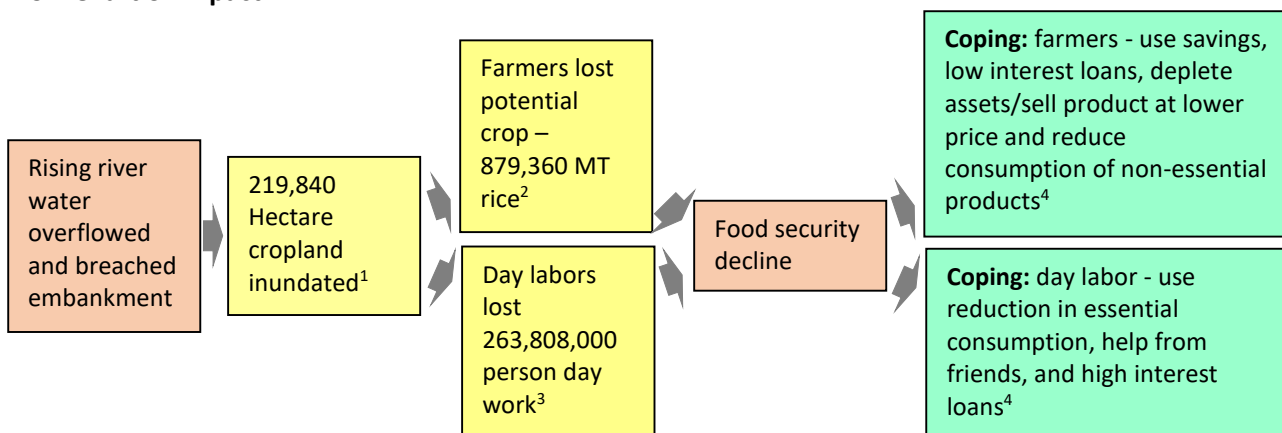 Rising river
water
overflowed
and breached
embankment
219,840
Hectare
cropland
inundated1
Farmers lost
potential
crop –
879,360 MT
rice2
Day labors
lost
263,808,000
person day
work3
Food security
decline
Coping: farmers - use savings,
low interest loans, deplete
assets/sell product at lower
price and reduce
consumption of non-essential
products4
Coping: day labor - use
reduction in essential
consumption, help from
friends, and high interest
loans4